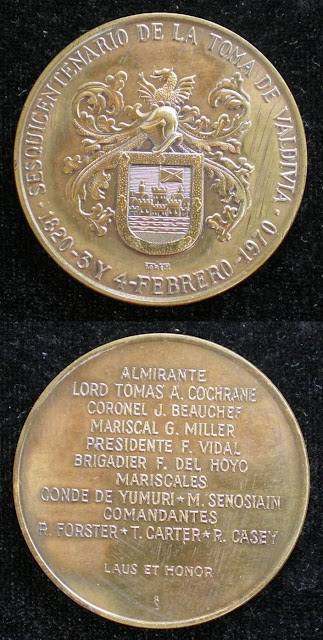 SESQUICENTENARIO DE LA TOMA DE VALDIVIA
· 1820-3 Y 4-FEBRERO-1970 ·
ALMIRANTE
LORD TOMAS A. COCHRANE
CORONEL J. BEAUCHEF
MARISCAL G. MILLER
PRESIDENTE F. VIDAL
BRIGADIER F. DEL HOYO
MARISCALES
CONDE DE YUMURI★M. SENOSIAIN
COMANDANTES
R. FORSTER★T. CARTER★R. CASEY
LAUS ET HONOR